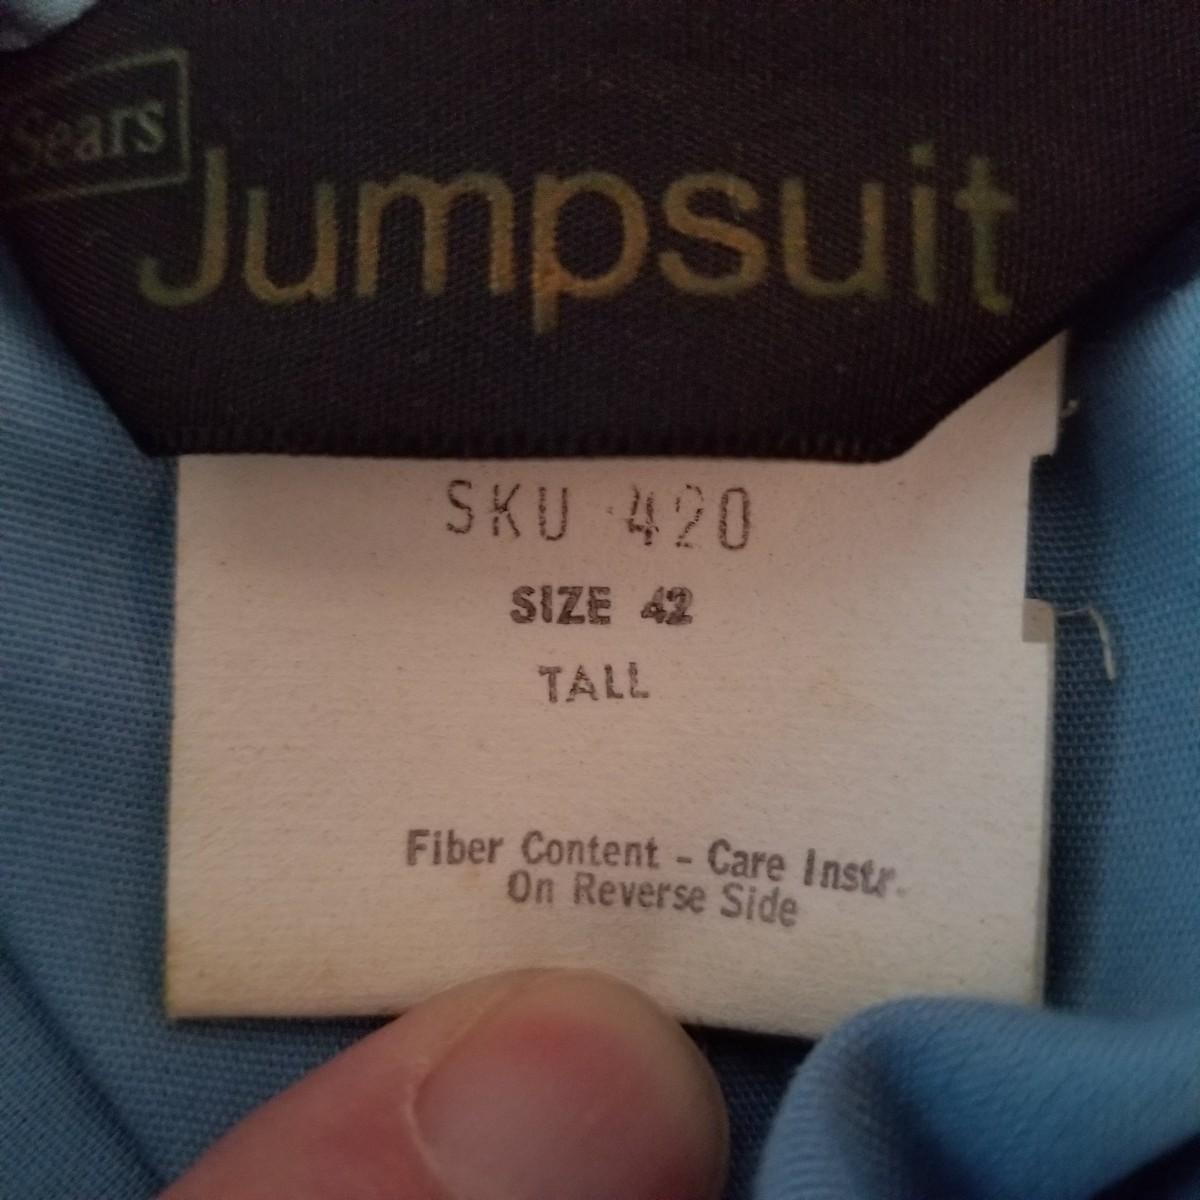 Sears
Jumpsuit
SKU 420
SIZE 42
TALL
Fiber Content - Care Instr.
On Reverse Side